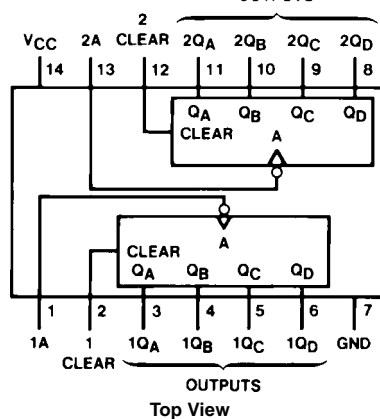 2
VCC 2A CLEAR 2QA 2QB 2QC 2QD
14 13 12 11 10 9 8
QA QB QC QD
CLEAR A
A
CLEAR
QA QB QC QD
1 2 3 4 5 6 7
1A 1 1QA 1QB 1QC 1QD GND
CLEAR
OUTPUTS
Top View